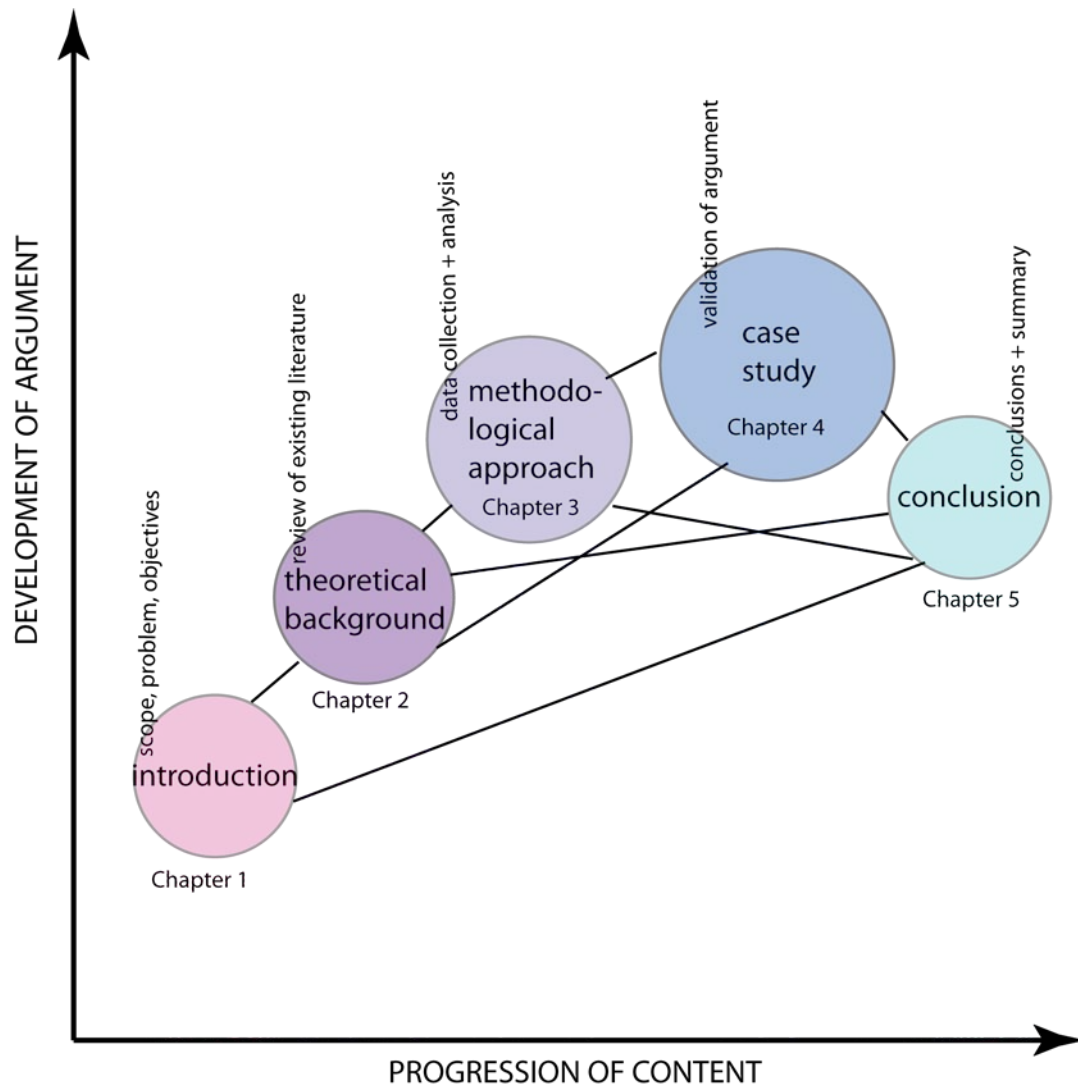 DEVELOPMENT OF ARGUMENT
scope, problem, objectives
introduction
Chapter 1
review of existing literature
theoretical
background
Chapter 2
data collection + analysis
methodo-
logical
approach
Chapter 3
validation of argument
case
study
Chapter 4
conclusions + summary
conclusion
Chapter 5
PROGRESSION OF CONTENT